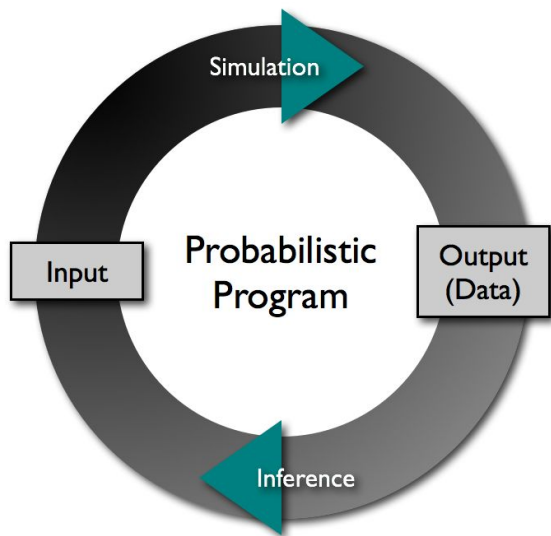 Simulation
Probabilistic
Program
Input
Output
(Data)
Inference